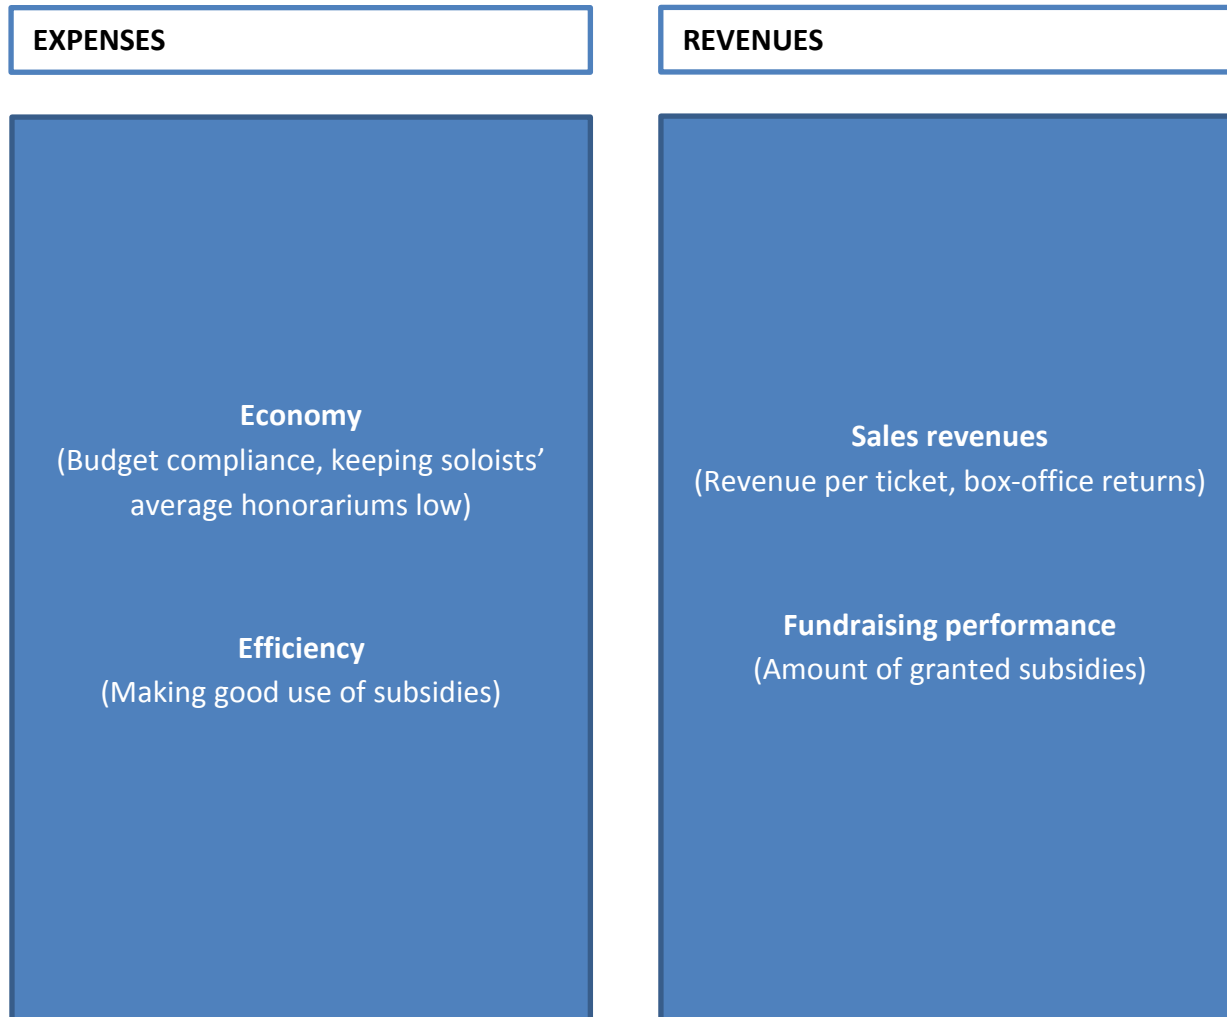 EXPENSES
Economy
(Budget compliance, keeping soloists’
average honorariums low)
Efficiency
(Making good use of subsidies)
REVENUES
Sales revenues
(Revenue per ticket, box-office returns)
Fundraising performance
(Amount of granted subsidies)